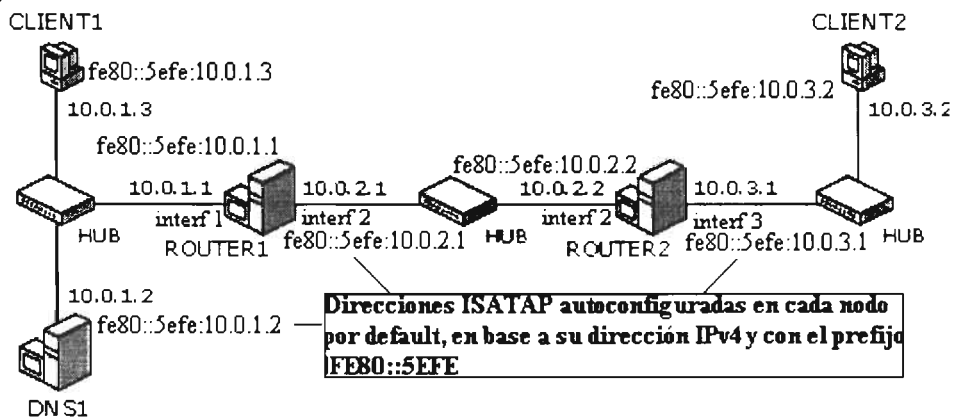 CLIENT1
CLIENT2
fe80::5efe:10.0.1.3
fe80::5efe:10.0.3.2
10.0.1.3
10.0.3.2
fe80::5efe:10.0.1.1
fe80::5efe:10.0.2.2
10.0.1.1
10.0.2.1
10.0.2.2
10.0.3.1
interf 1
interf 2
interf 2
interf 3
HUB
ROUTER1
fe80::5efe:10.0.2.1
HUB
ROUTER2
fe80::5efe:10.0.3.1
HUB
10.0.1.2
fe80::5efe:10.0.1.2
Direcciones ISATAP autoconfiguradas en cada nodo
por default, en base a su dirección IPv4 y con el prefijo
FE80::5EFE
DNS1